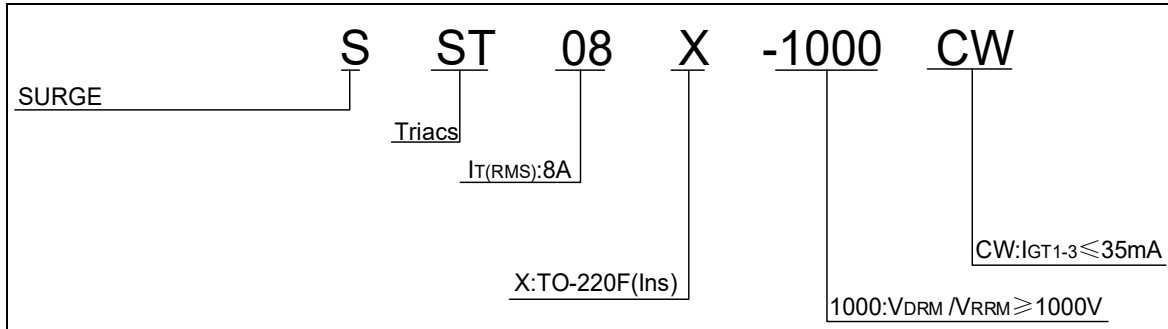 S ST 08 X -1000 CW
SURGE
Triacs
IT(RMS):8A
CW:IGT1-3≤35mA
X:TO-220F(Ins)
1000:VDRM /VRRM≥1000V